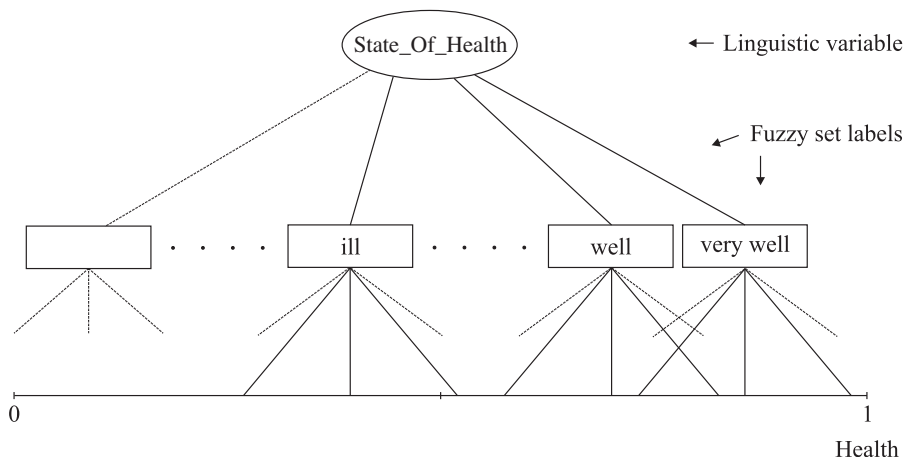 State_Of_Health
Linguistic variable
Fuzzy set labels
ill
well
very well
0
1
Health